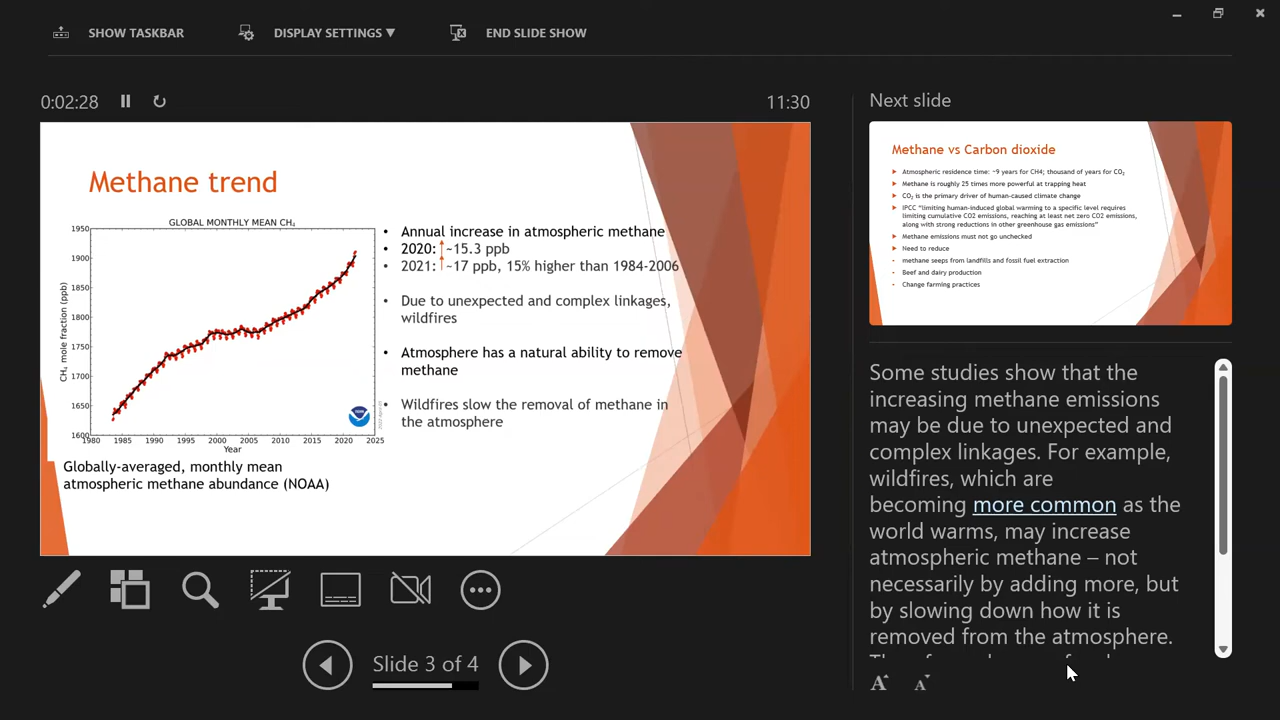 SHOW TASKBAR
DISPLAY SETTINGS ▼
END SLIDE SHOW
0:02:28
11:30
Methane trend
GLOBAL MONTHLY MEAN CH₄
1950
1900
1850
1800
1750
1700
1650
1600
CH₄ mole fraction (ppb)
1980 1985 1990 1995 2000 2005 2010 2015 2020 2025
Year
Globally-averaged, monthly mean
atmospheric methane abundance (NOAA)
• Annual increase in atmospheric methane
• 2020: ↑~15.3 ppb
• 2021: ↑~17 ppb, 15% higher than 1984-2006
• Due to unexpected and complex linkages,
wildfires
• Atmosphere has a natural ability to remove
methane
• Wildfires slow the removal of methane in
the atmosphere
Slide 3 of 4
Next slide
Methane vs Carbon dioxide
Atmospheric residence time: ~9 years for CH4; thousand of years for CO₂
Methane is roughly 25 times more powerful at trapping heat
CO₂ is the primary driver of human-caused climate change
IPCC “limiting human-induced global warming to a specific level requires
limiting cumulative CO2 emissions, reaching at least net zero CO2 emissions,
along with strong reductions in other greenhouse gas emissions”
Methane emissions must not go unchecked
Need to reduce
- methane seeps from landfills and fossil fuel extraction
- Beef and dairy production
- Change farming practices
Some studies show that the
increasing methane emissions
may be due to unexpected and
complex linkages. For example,
wildfires, which are
becoming more common as the
world warms, may increase
atmospheric methane – not
necessarily by adding more, but
by slowing down how it is
removed from the atmosphere.
A A